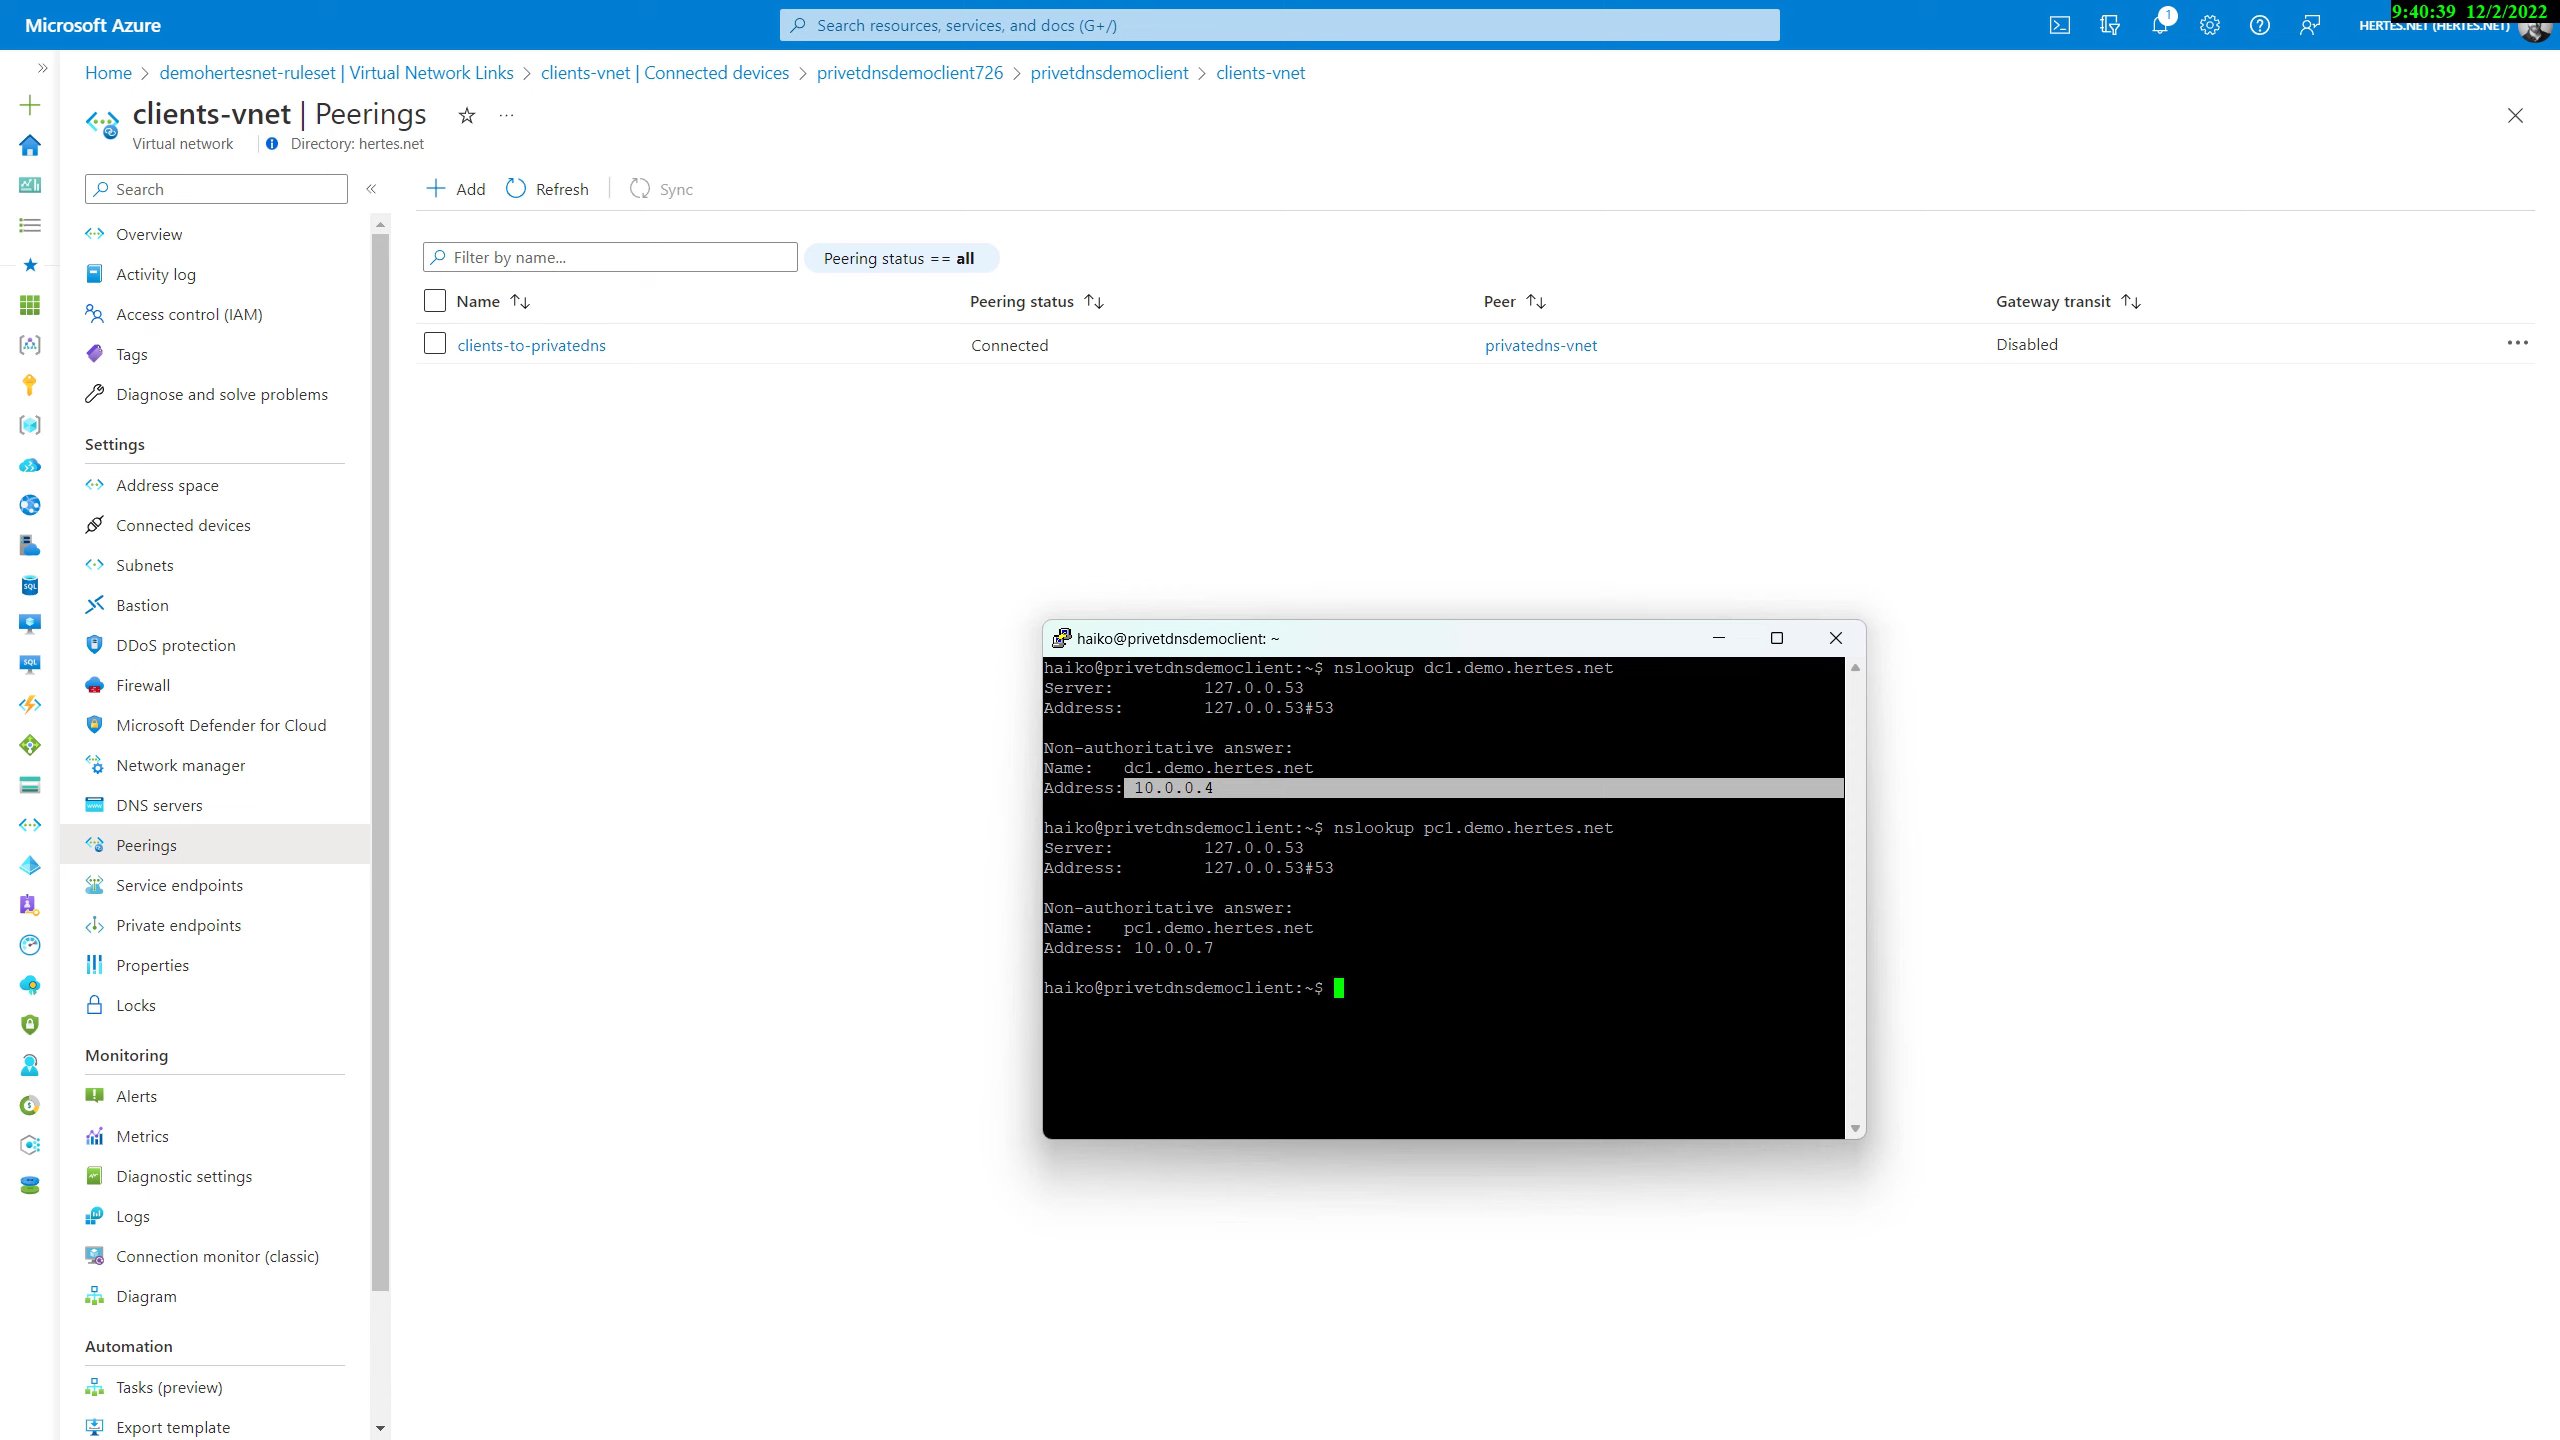 Microsoft Azure
Search resources, services, and docs (G+/)
1
9:40:39 12/2/2022
HERTES.NET (HERTES.NET)
Home > demohertesnet-ruleset | Virtual Network Links > clients-vnet | Connected devices > privetdnsdemoclient726 > privetdnsdemoclient > clients-vnet
clients-vnet | Peerings
Virtual network
Directory: hertes.net
Search
Add
Refresh
Sync
Filter by name...
Peering status == all
Name
Peering status
Peer
Gateway transit
clients-to-privatedns
Connected
privatedns-vnet
Disabled
Overview
Activity log
Access control (IAM)
Tags
Diagnose and solve problems
Settings
Address space
Connected devices
Subnets
Bastion
DDoS protection
Firewall
Microsoft Defender for Cloud
Network manager
DNS servers
Peerings
Service endpoints
Private endpoints
Properties
Locks
Monitoring
Alerts
Metrics
Diagnostic settings
Logs
Connection monitor (classic)
Diagram
Automation
Tasks (preview)
Export template
SQL
SQL
haiko@privetdnsdemoclient: ~
haiko@privetdnsdemoclient:~$ nslookup dc1.demo.hertes.net
Server: 127.0.0.53
Address: 127.0.0.53#53
Non-authoritative answer:
Name: dc1.demo.hertes.net
Address: 10.0.0.4
haiko@privetdnsdemoclient:~$ nslookup pc1.demo.hertes.net
Server: 127.0.0.53
Address: 127.0.0.53#53
Non-authoritative answer:
Name: pc1.demo.hertes.net
Address: 10.0.0.7
haiko@privetdnsdemoclient:~$